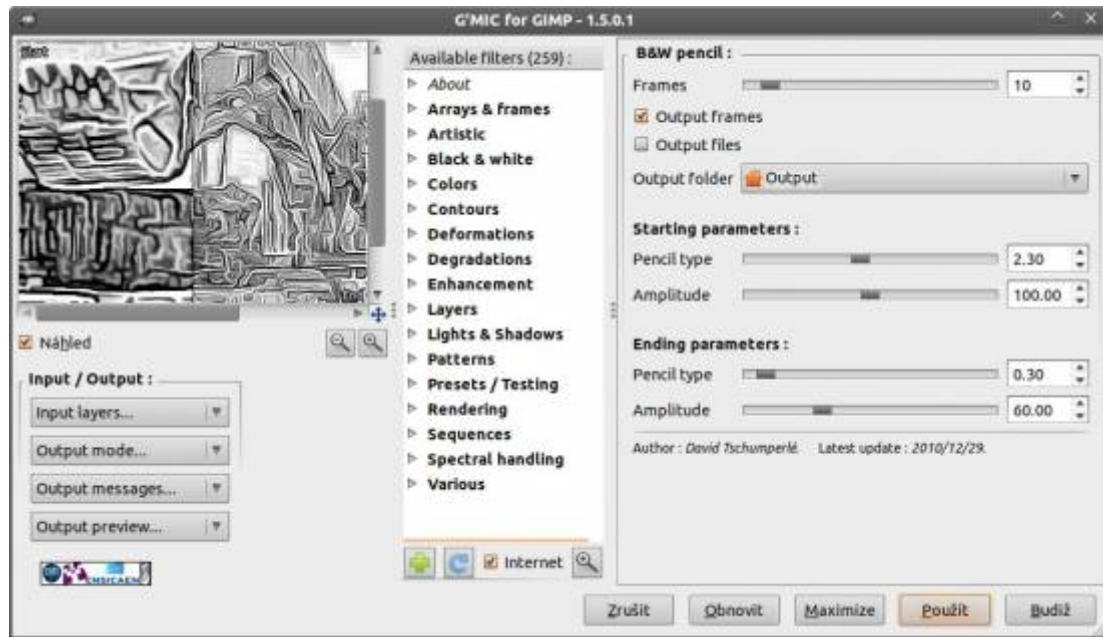 G'MIC for GIMP - 1.5.0.1
Náhled
Input / Output :
Input layers...
Output mode...
Output messages...
Output preview...
ENSICAEN
Available filters (259) :
About
Arrays & frames
Artistic
Black & white
Colors
Contours
Deformations
Degradations
Enhancement
Layers
Lights & Shadows
Patterns
Presets / Testing
Rendering
Sequences
Spectral handling
Various
Internet
B&W pencil :
Frames 10
Output frames
Output files
Output folder Output
Starting parameters :
Pencil type 2.30
Amplitude 100.00
Ending parameters :
Pencil type 0.30
Amplitude 60.00
Author : David Tschumperlé. Latest update : 2010/12/29.
Zrušit Obnovit Maximize Použít Budiž